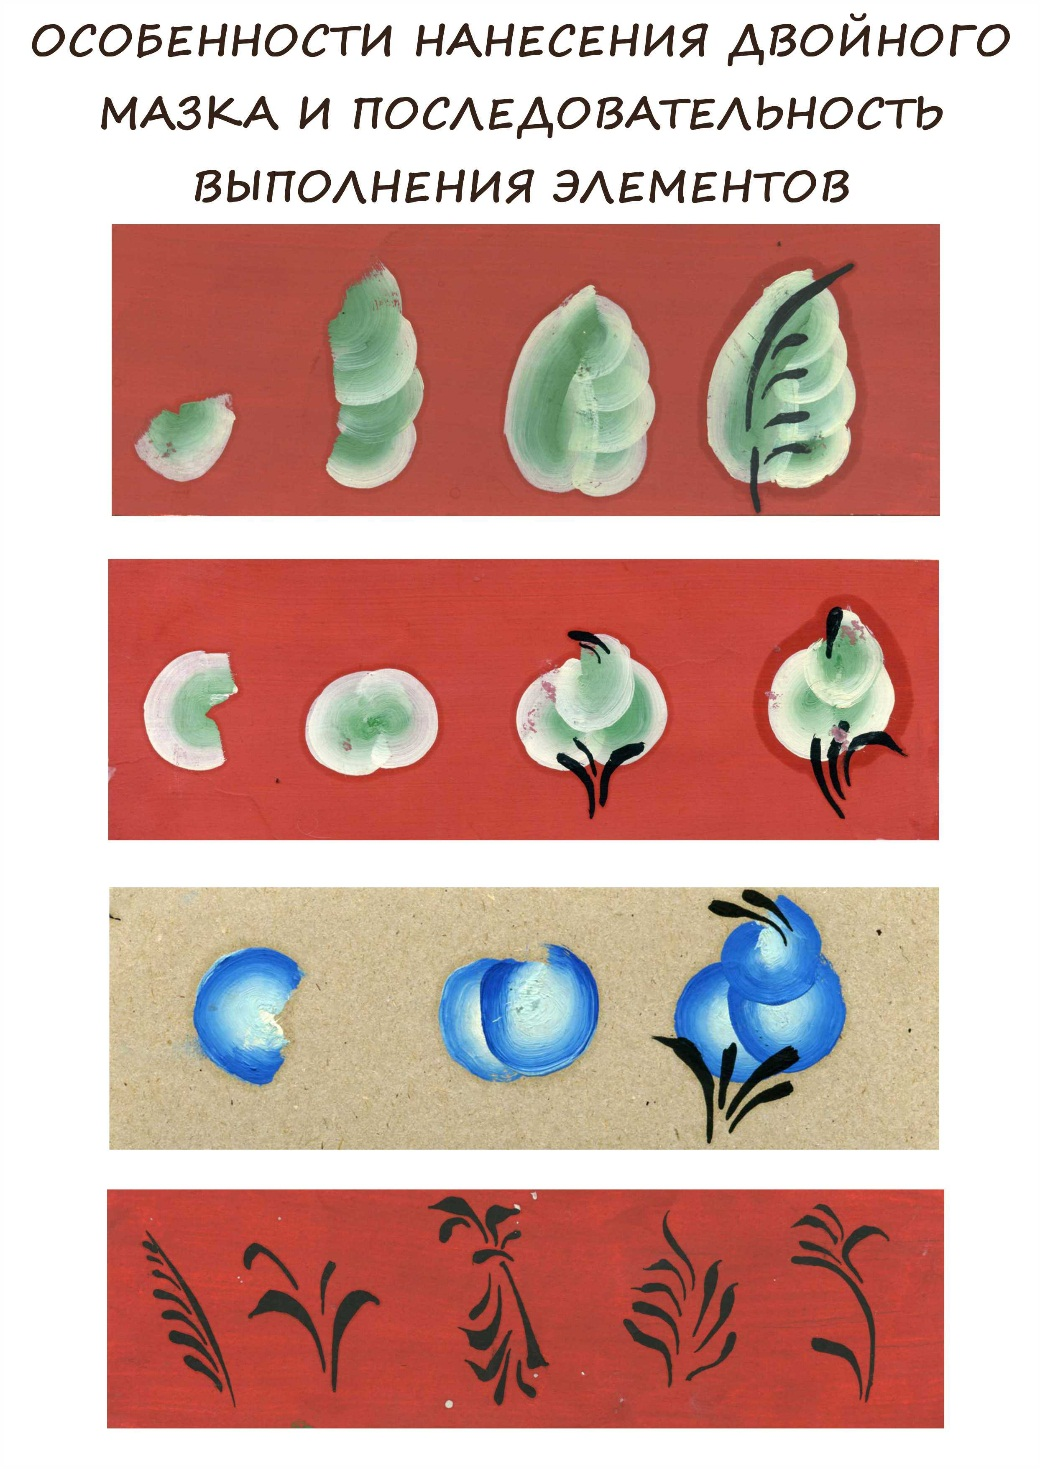 ОСОБЕННОСТИ НАНЕСЕНИЯ ДВОЙНОГО
МАЗКА И ПОСЛЕДОВАТЕЛЬНОСТЬ
ВЫПОЛНЕНИЯ ЭЛЕМЕНТОВ